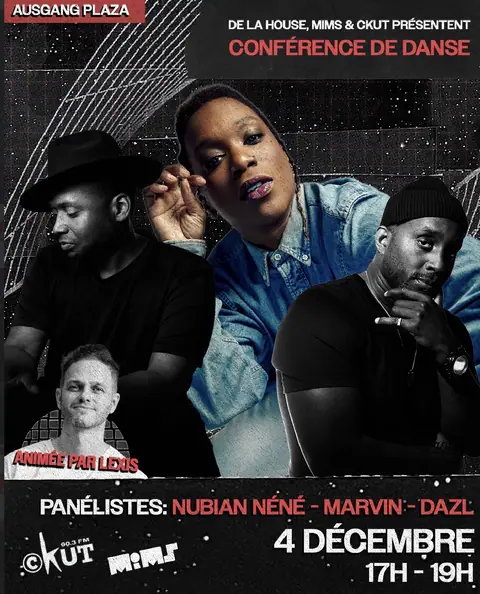 AUSGANG PLAZA
DE LA HOUSE, MIMS & CKUT PRÉSENTENT
CONFÉRENCE DE DANSE
ANIMÉE PAR LEXIS
PANÉLISTES: NUBIAN NÉNÉ - MARVIN - DAZL
90.3 FM
CKUT
MIMS
4 DÉCEMBRE
17H - 19H